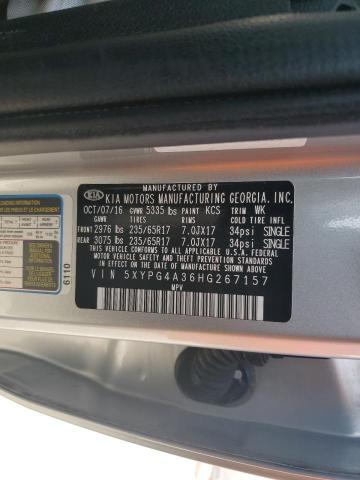 MANUFACTURED BY
KIA KIA MOTORS MANUFACTURING GEORGIA, INC.
OCT/07/16 GVWR 5335 lbs PAINT KCS TRIM WK
GAWR TIRES RIMS COLD TIRE INFL
FRONT 2976 lbs 235/65R17 7.0JX17 34psi SINGLE
REAR 3075 lbs 235/65R17 7.0JX17 34psi SINGLE
THIS VEHICLE CONFORMS TO ALL APPLICABLE U.S.A. FEDERAL
MOTOR VEHICLE SAFETY AND THEFT PREVENTION STANDARDS
IN EFFECT ON THE DATE OF MANUFACTURE SHOWN ABOVE.
VIN 5XYPG4A36HG267157
MPV
6110
LOADING INFORMATION